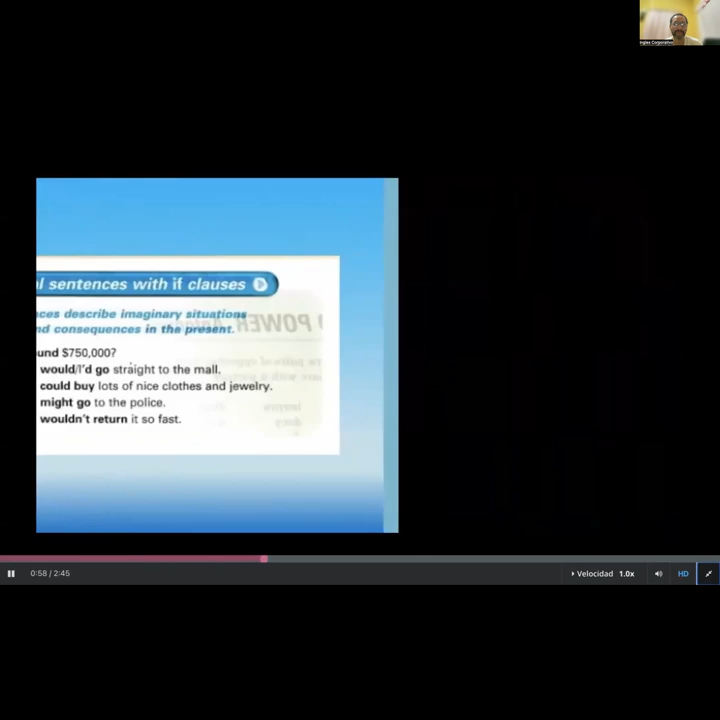 ingles Corporativo
l sentences with if clauses
ces describe imaginary situations
nd consequences in the present.
und $750,000?
would/I'd go straight to the mall.
could buy lots of nice clothes and jewelry.
might go to the police.
wouldn't return it so fast.
0:58 / 2:45
Velocidad 1.0x
HD